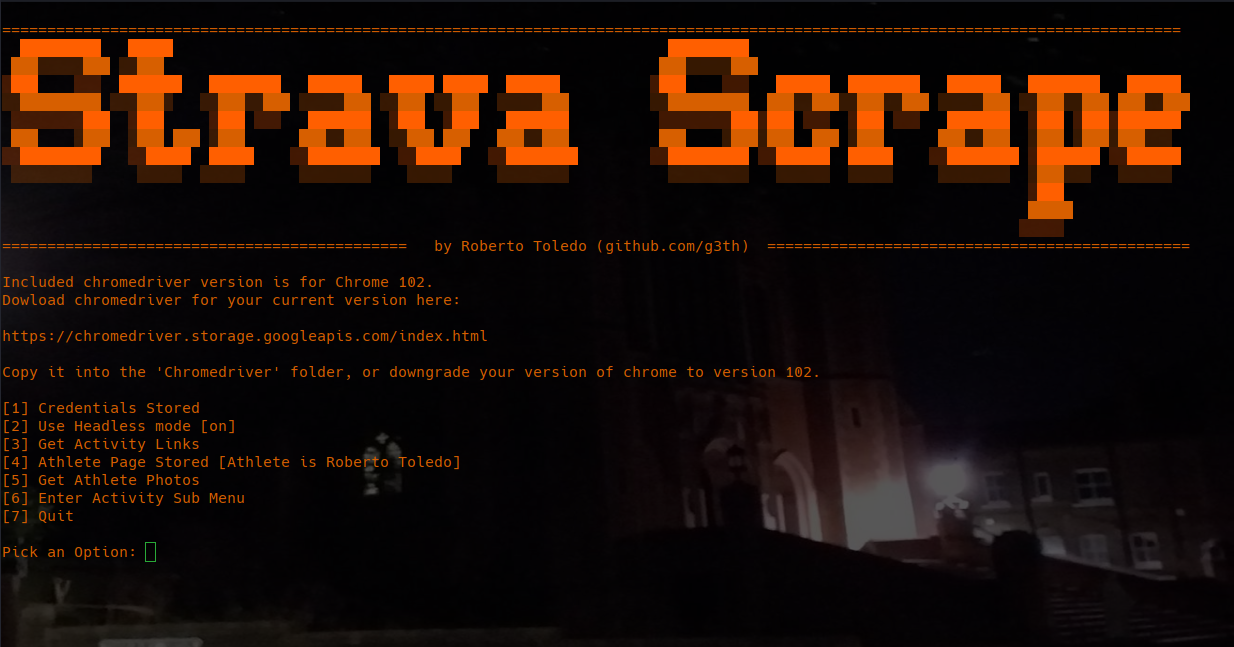 ==================================================================================================================================
Strava Scrape
============================================= by Roberto Toledo (github.com/g3th) ===============================================
Included chromedriver version is for Chrome 102.
Dowload chromedriver for your current version here:
https://chromedriver.storage.googleapis.com/index.html
Copy it into the 'Chromedriver' folder, or downgrade your version of chrome to version 102.
[1] Credentials Stored
[2] Use Headless mode [on]
[3] Get Activity Links
[4] Athlete Page Stored [Athlete is Roberto Toledo]
[5] Get Athlete Photos
[6] Enter Activity Sub Menu
[7] Quit
Pick an Option: